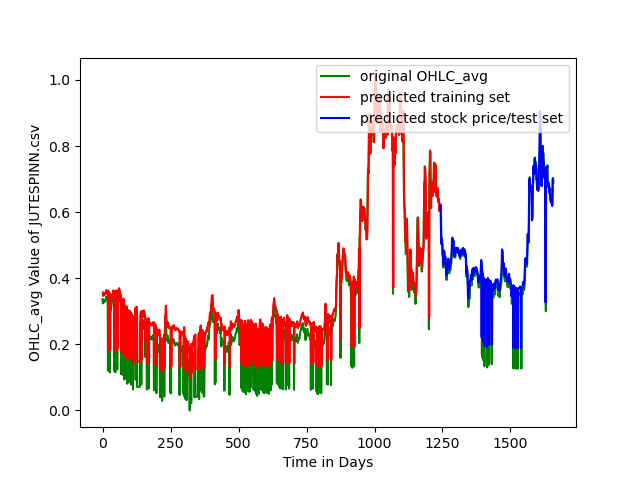 original OHLC_avg
predicted training set
predicted stock price/test set
OHLC_avg Value of JUTESPINN.csv
1.0
0.8
0.6
0.4
0.2
0.0
0 250 500 750 1000 1250 1500
Time in Days